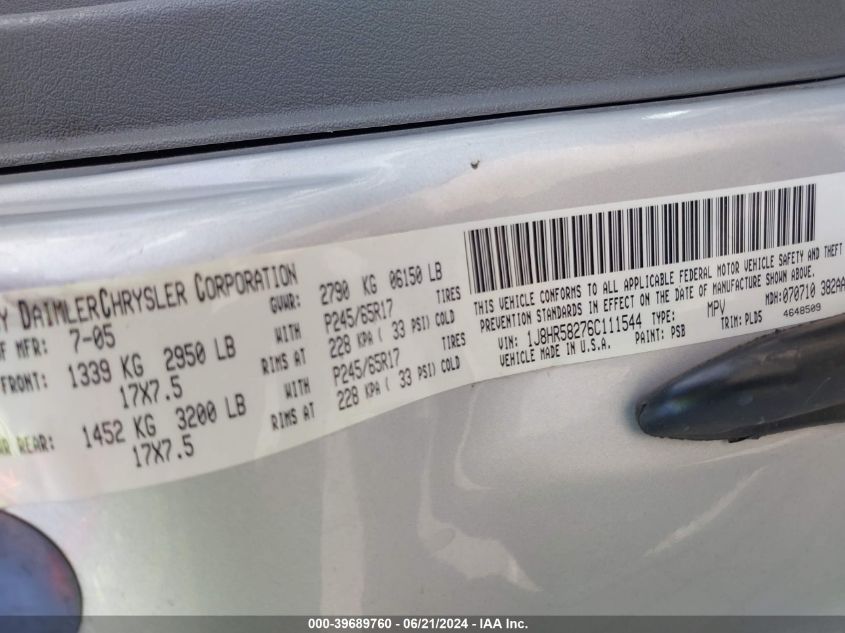 Y DAIMLERCHRYSLER CORPORATION
OF MFR: 7-05 GVWR: 2790 KG 06150 LB
FRONT: 1339 KG 2950 LB WITH P245/65R17 TIRES
17X7.5 RIMS AT 228 KPA ( 33 PSI) COLD
AR REAR: 1452 KG 3200 LB WITH P245/65R17 TIRES
17X7.5 RIMS AT 228 KPA ( 33 PSI) COLD
THIS VEHICLE CONFORMS TO ALL APPLICABLE FEDERAL MOTOR VEHICLE SAFETY AND THEFT
PREVENTION STANDARDS IN EFFECT ON THE DATE OF MANUFACTURE SHOWN ABOVE.
VIN: 1J8HR58276C111544 TYPE: MPV MDH: 070710 382AA
VEHICLE MADE IN U.S.A. PAINT: PSB TRIM: PLD5 4648509
000-39689760 - 06/21/2024 - IAA Inc.